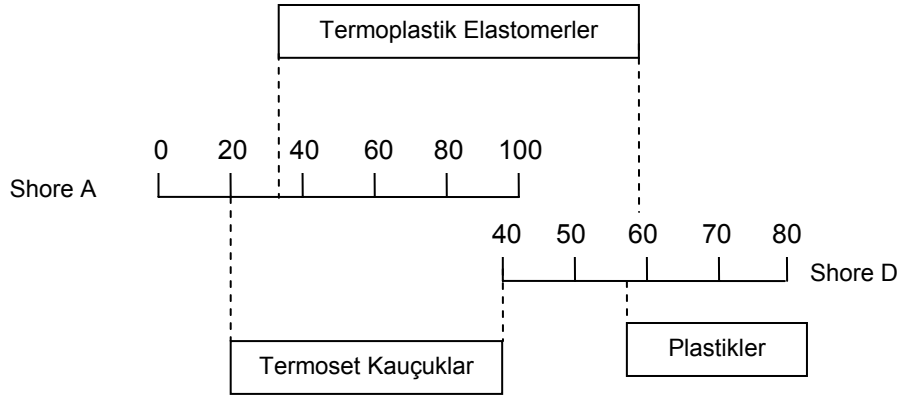 Termoplastik Elastomerler
0 20 40 60 80 100
Shore A
40 50 60 70 80
Shore D
Termoset Kauçuklar
Plastikler